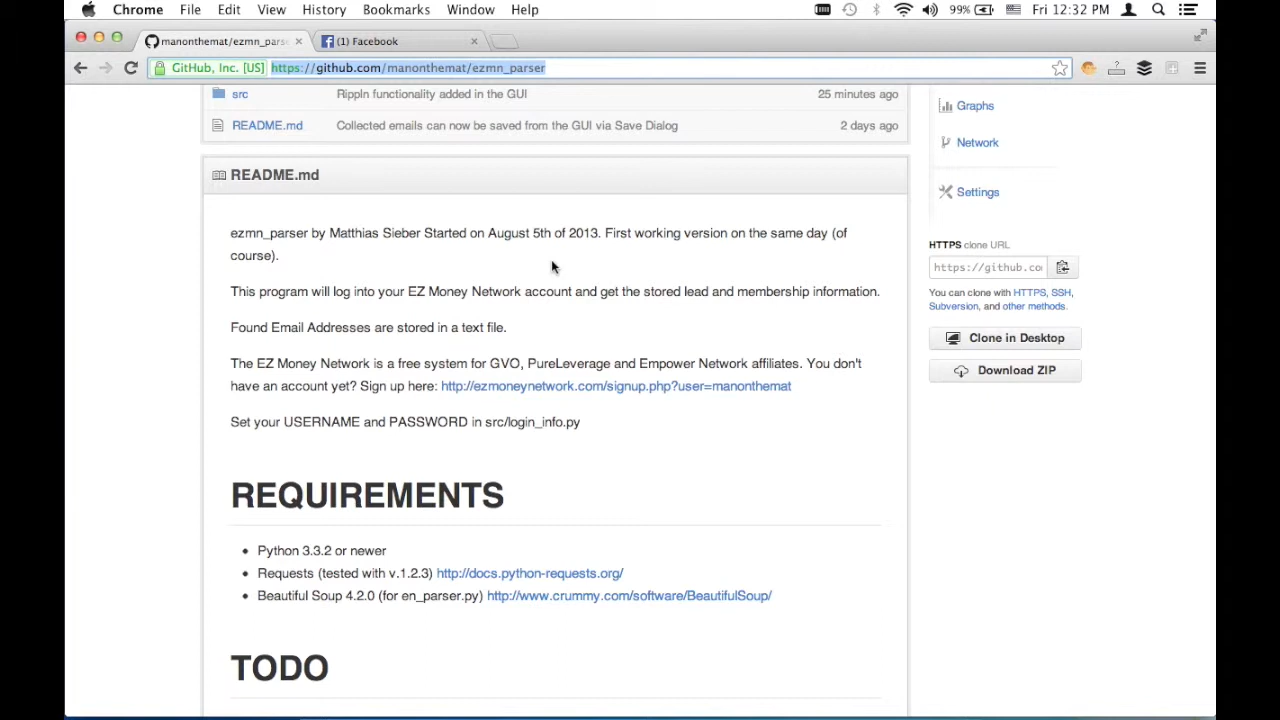 Chrome File Edit View History Bookmarks Window Help 99% Fri 12:32 PM
manonthemat/ezmn_pars (1) Facebook
GitHub, Inc. [US] https://github.com/manonthemat/ezmn_parser
src Rippln functionality added in the GUI 25 minutes ago
README.md Collected emails can now be saved from the GUI via Save Dialog 2 days ago
Graphs
Network
Settings
HTTPS clone URL
https://github.co
You can clone with HTTPS, SSH,
Subversion, and other methods.
Clone in Desktop
Download ZIP
README.md
ezmn_parser by Matthias Sieber Started on August 5th of 2013. First working version on the same day (of
course).
This program will log into your EZ Money Network account and get the stored lead and membership information.
Found Email Addresses are stored in a text file.
The EZ Money Network is a free system for GVO, PureLeverage and Empower Network affiliates. You don't
have an account yet? Sign up here: http://ezmoneynetwork.com/signup.php?user=manonthemat
Set your USERNAME and PASSWORD in src/login_info.py
REQUIREMENTS
Python 3.3.2 or newer
Requests (tested with v.1.2.3) http://docs.python-requests.org/
Beautiful Soup 4.2.0 (for en_parser.py) http://www.crummy.com/software/BeautifulSoup/
TODO